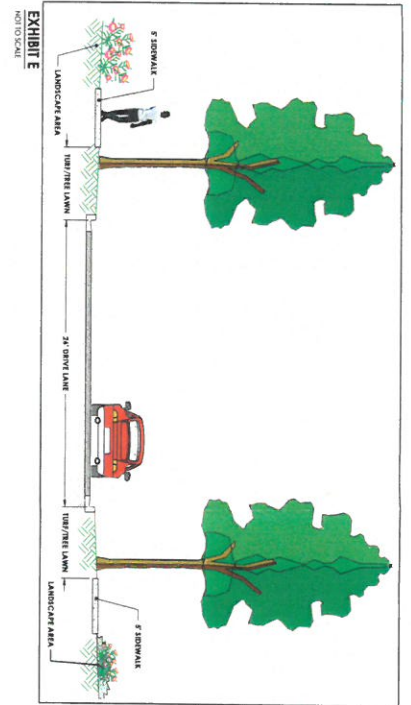 5' SIDEWALK
LANDSCAPE AREA
TURF/TREE LAWN
24' DRIVE LANE
TURF/TREE LAWN
5' SIDEWALK
LANDSCAPE AREA
EXHIBIT E
NOT TO SCALE